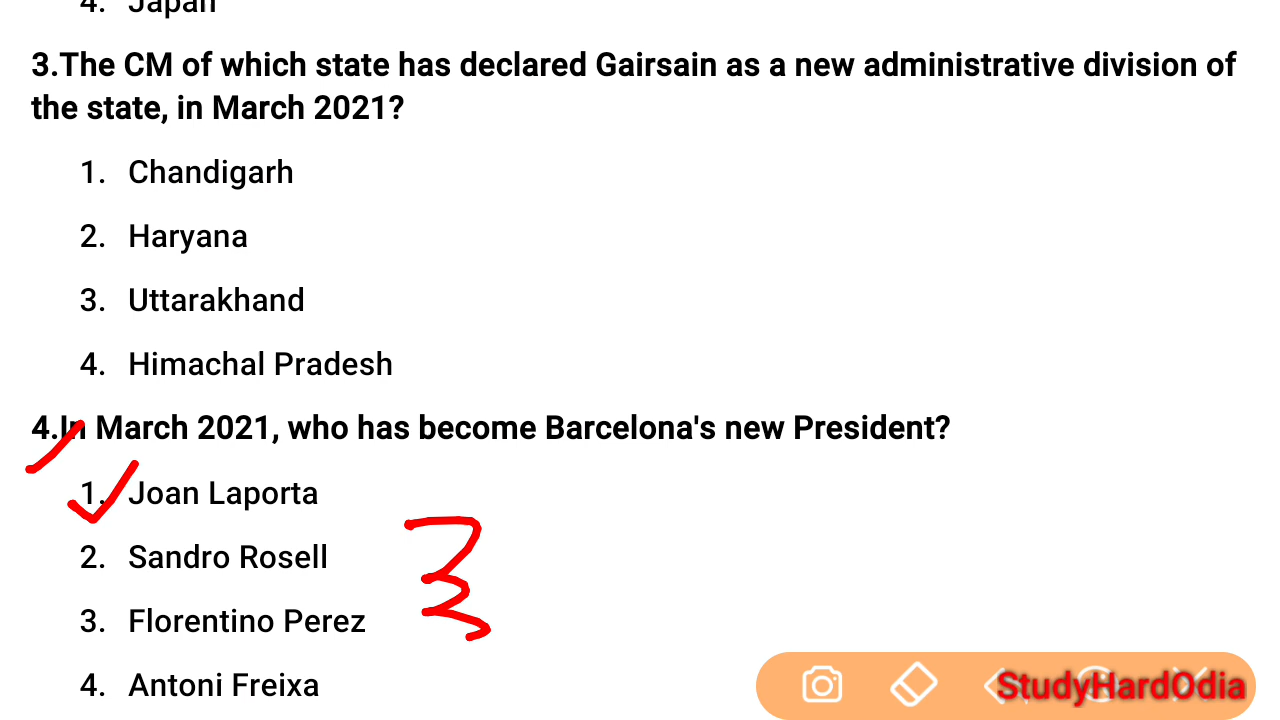 4. Japan
3.The CM of which state has declared Gairsain as a new administrative division of
the state, in March 2021?
1. Chandigarh
2. Haryana
3. Uttarakhand
4. Himachal Pradesh
4.In March 2021, who has become Barcelona's new President?
1. Joan Laporta
2. Sandro Rosell
3. Florentino Perez
4. Antoni Freixa
StudyHardOdia